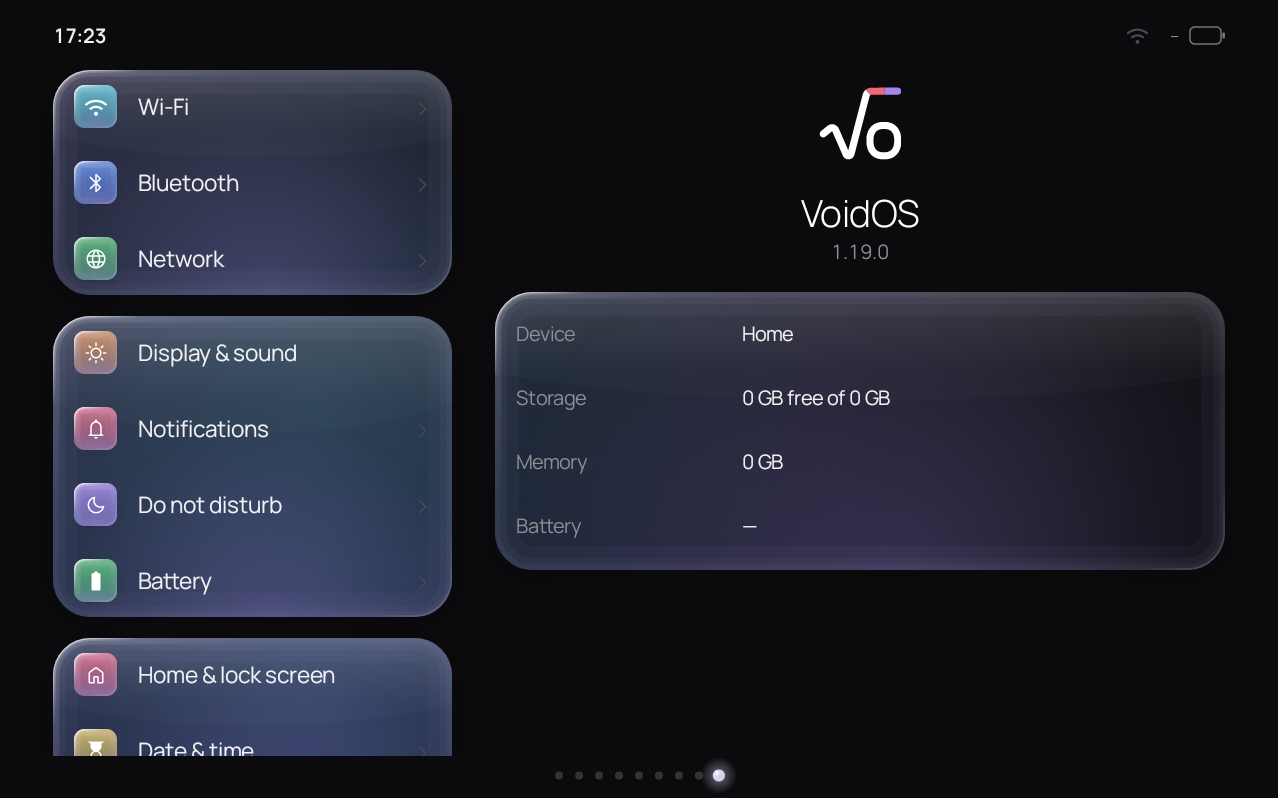 17:23
–
Wi-Fi
Bluetooth
Network
Display & sound
Notifications
Do not disturb
Battery
Home & lock screen
Date & time
VoidOS
1.19.0
Device Home
Storage 0 GB free of 0 GB
Memory 0 GB
Battery —